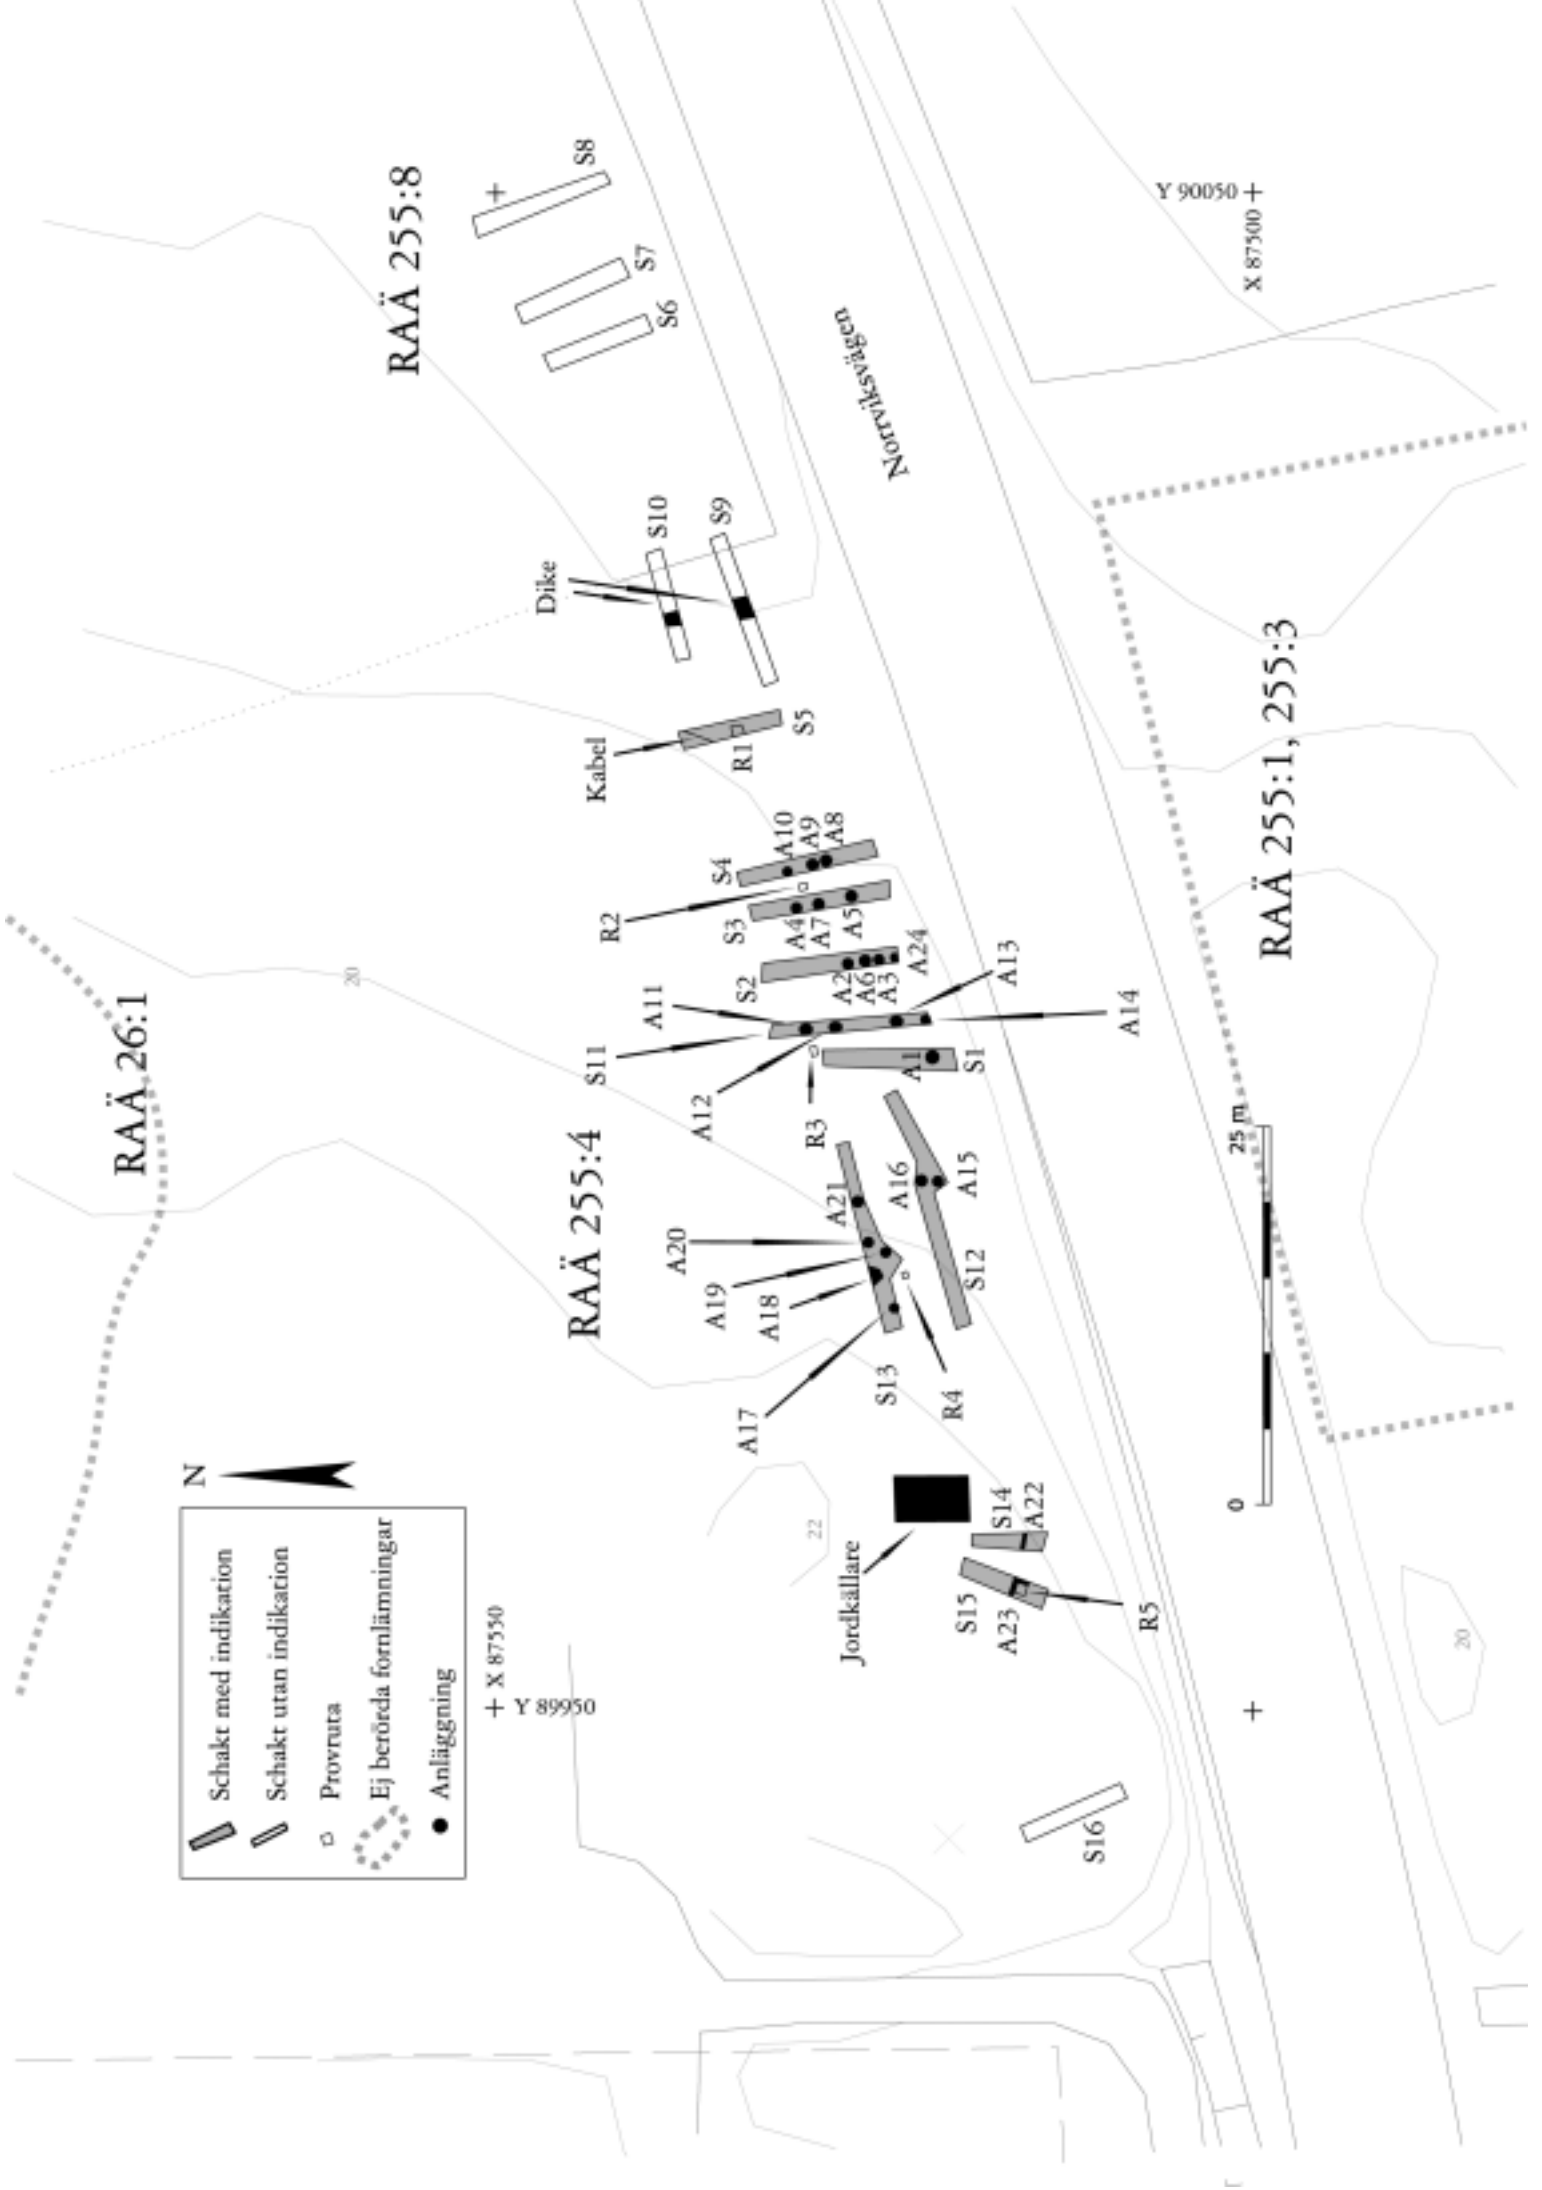 Schakt med indikation
Schakt utan indikation
Provruta
Ej berörda fornlämningar
Anläggning
N
X 87550
Y 89950
RAÄ 26:1
RAÄ 255:8
RAÄ 255:4
RAÄ 255:1, 255:3
20
22
20
Jordkällare
Kabel
Dike
Norrviksvägen
S16
S15
A23
R5
S14
A22
A17
A18
A19
A20
A21
S13
R4
S12
A16
A15
S11
A11
A12
R3
A1
S1
A13
A14
S2
A2
A6
A3
A24
R2
S3
A4
A7
A5
S4
A10
A9
A8
R1
S5
S10
S9
S6
S7
S8
Y 90050
X 87500
0
25 m